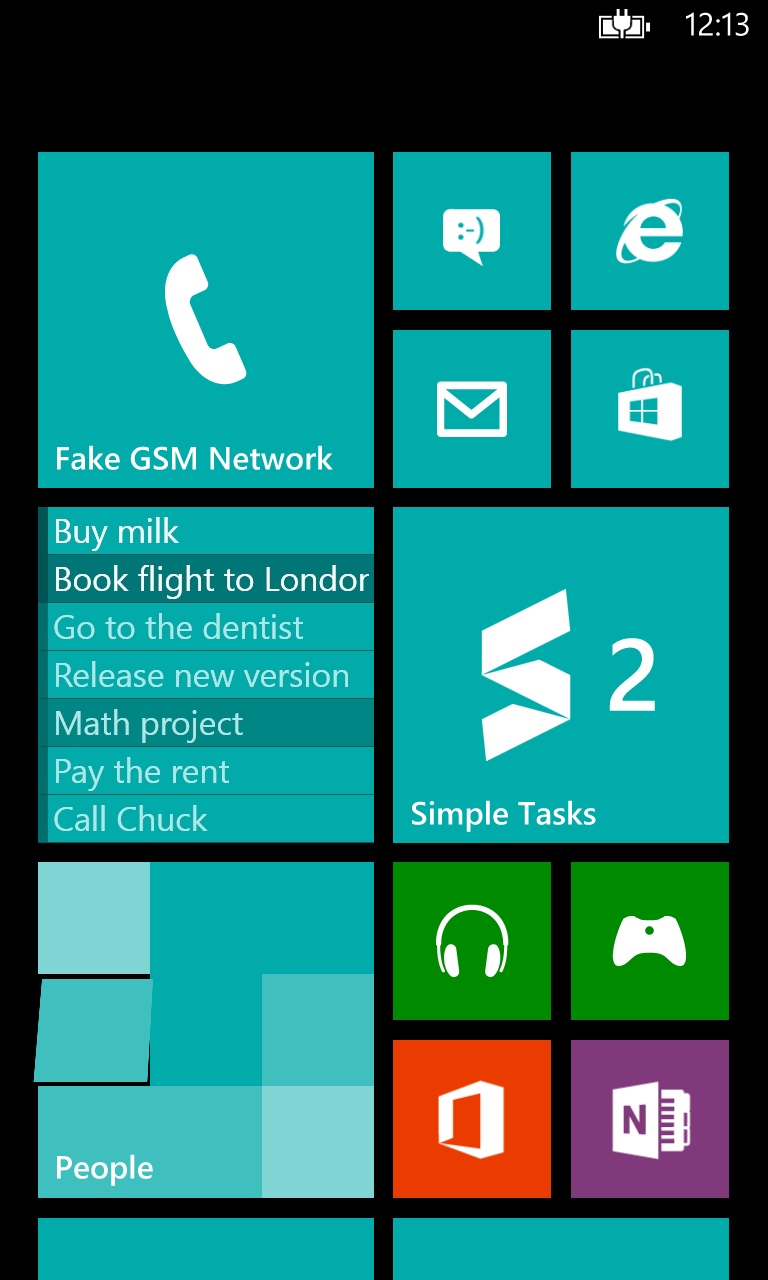 12:13
:-)
Fake GSM Network
Buy milk
Book flight to Londor
Go to the dentist
Release new version
Math project
Pay the rent
Call Chuck
2
Simple Tasks
N
People